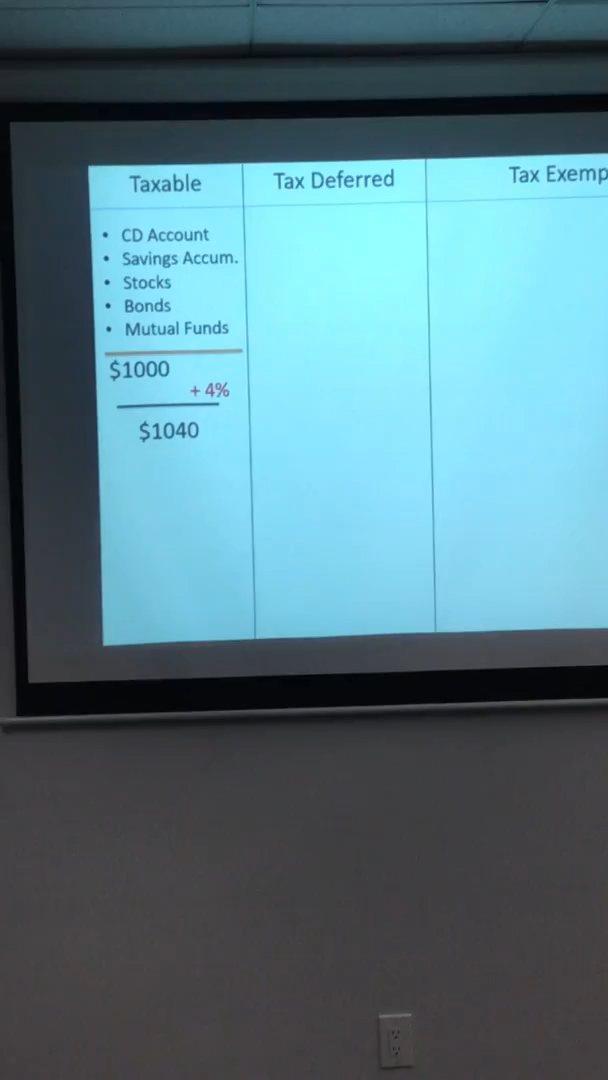 Taxable
Tax Deferred
Tax Exemp
• CD Account
• Savings Accum.
• Stocks
• Bonds
• Mutual Funds
$1000
+ 4%
$1040